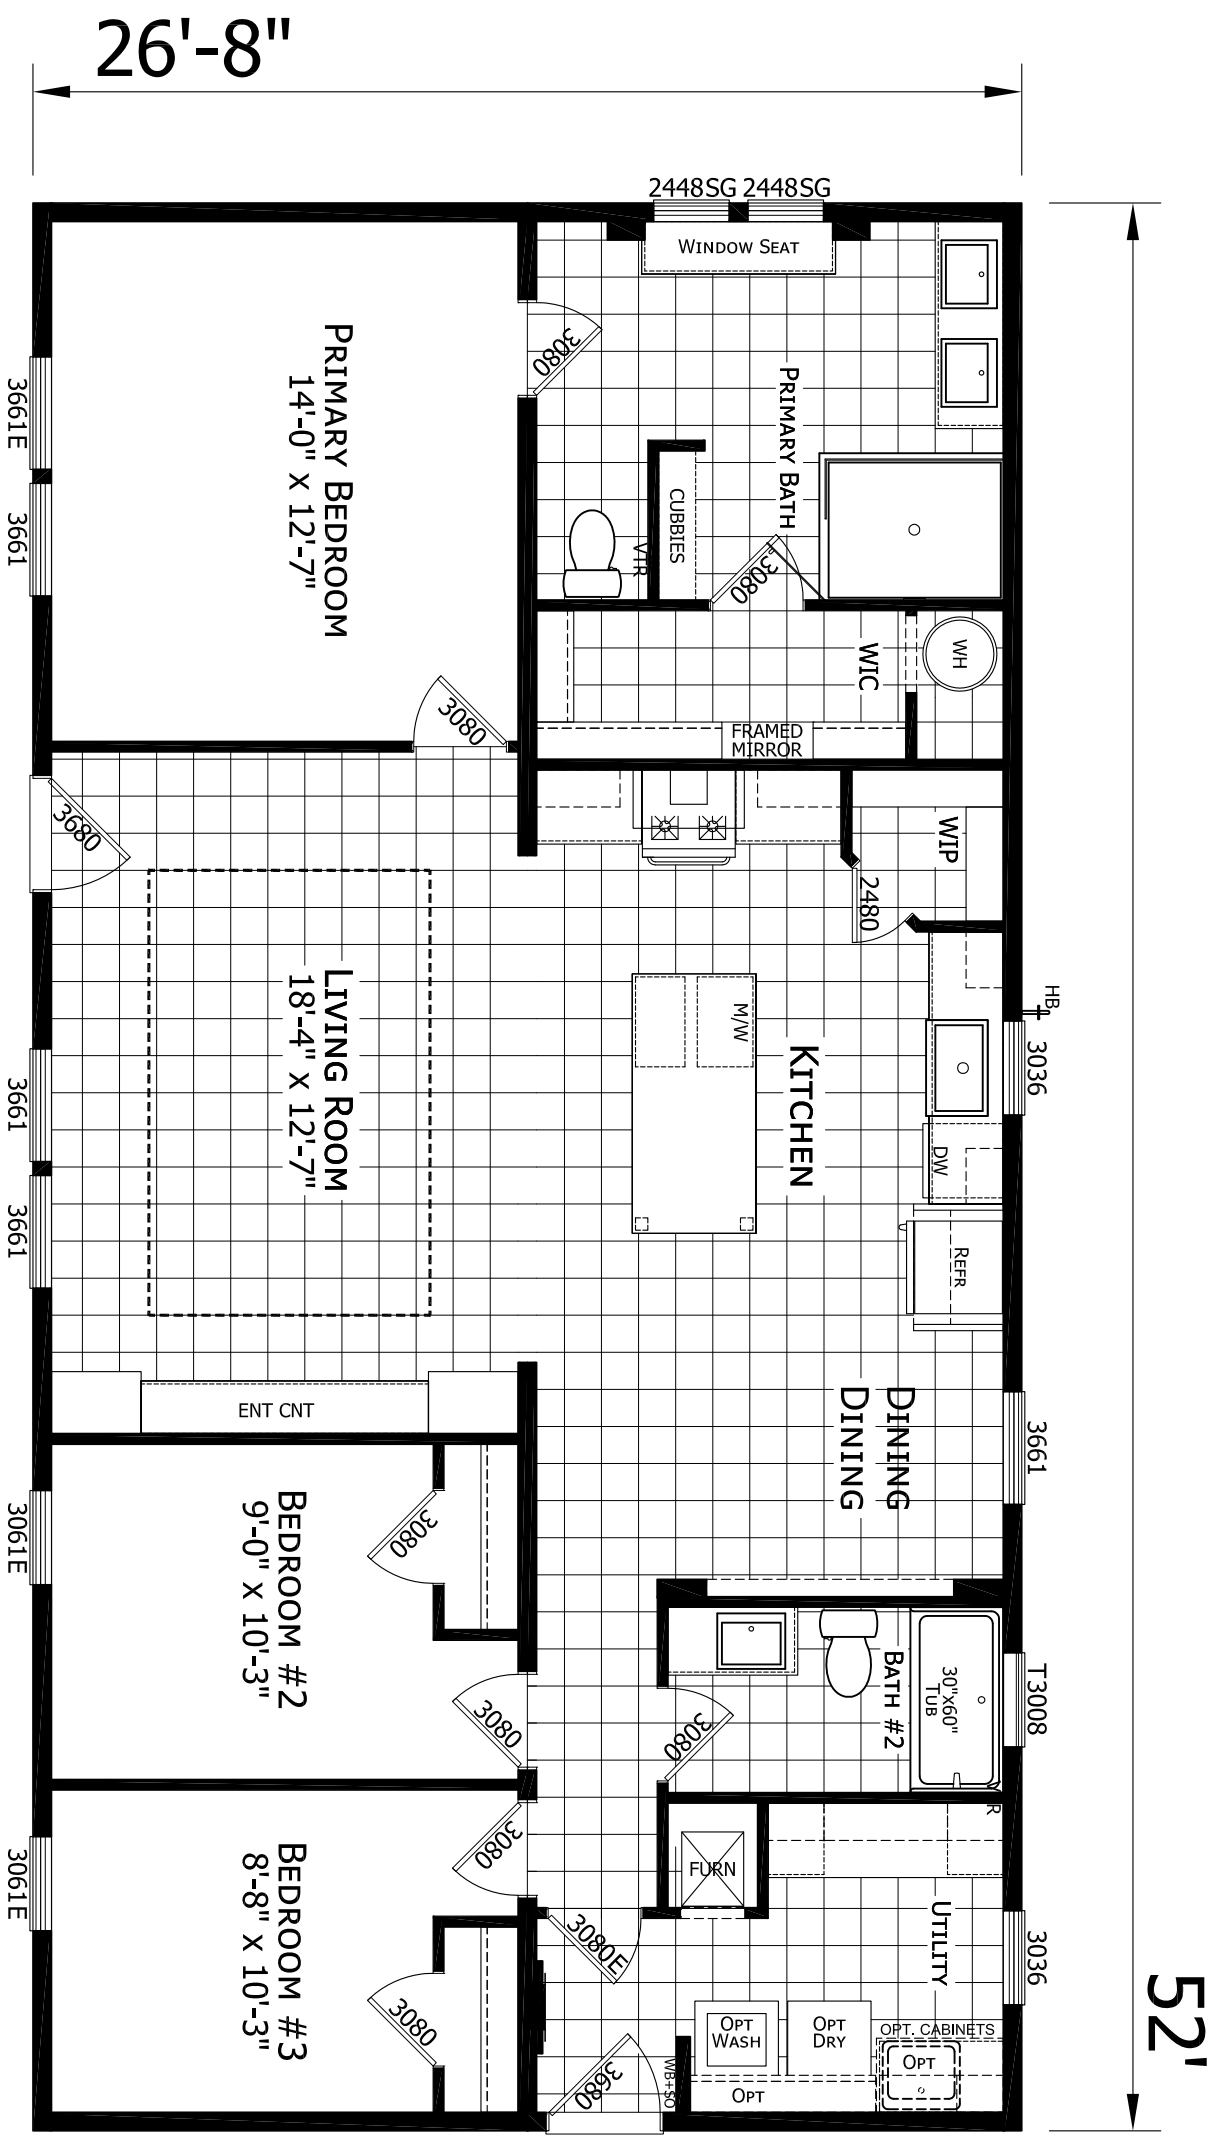 26'-8"
52'
2448SG 2448SG
WINDOW SEAT
3080
PRIMARY BEDROOM
14'-0" x 12'-7"
3661E
3661
PRIMARY BATH
CUBBIES
VTR
3080
WIC
WH
FRAMED
MIRROR
3080
3680
WIP
2480
HB
3036
M/W
KITCHEN
LIVING ROOM
18'-4" x 12'-7"
3661
3661
DW
REFR
DINING
DINING
3661
ENT CNT
BEDROOM #2
9'-0" x 10'-3"
3061E
3080
3080
BATH #2
30"x60"
TUB
T3008
3080
3080
FURN
3080E
UTILITY
3036
BEDROOM #3
8'-8" x 10'-3"
3061E
3080
OPT
WASH
OPT
DRY
OPT. CABINETS
OPT
OPT
WB+SO
3680